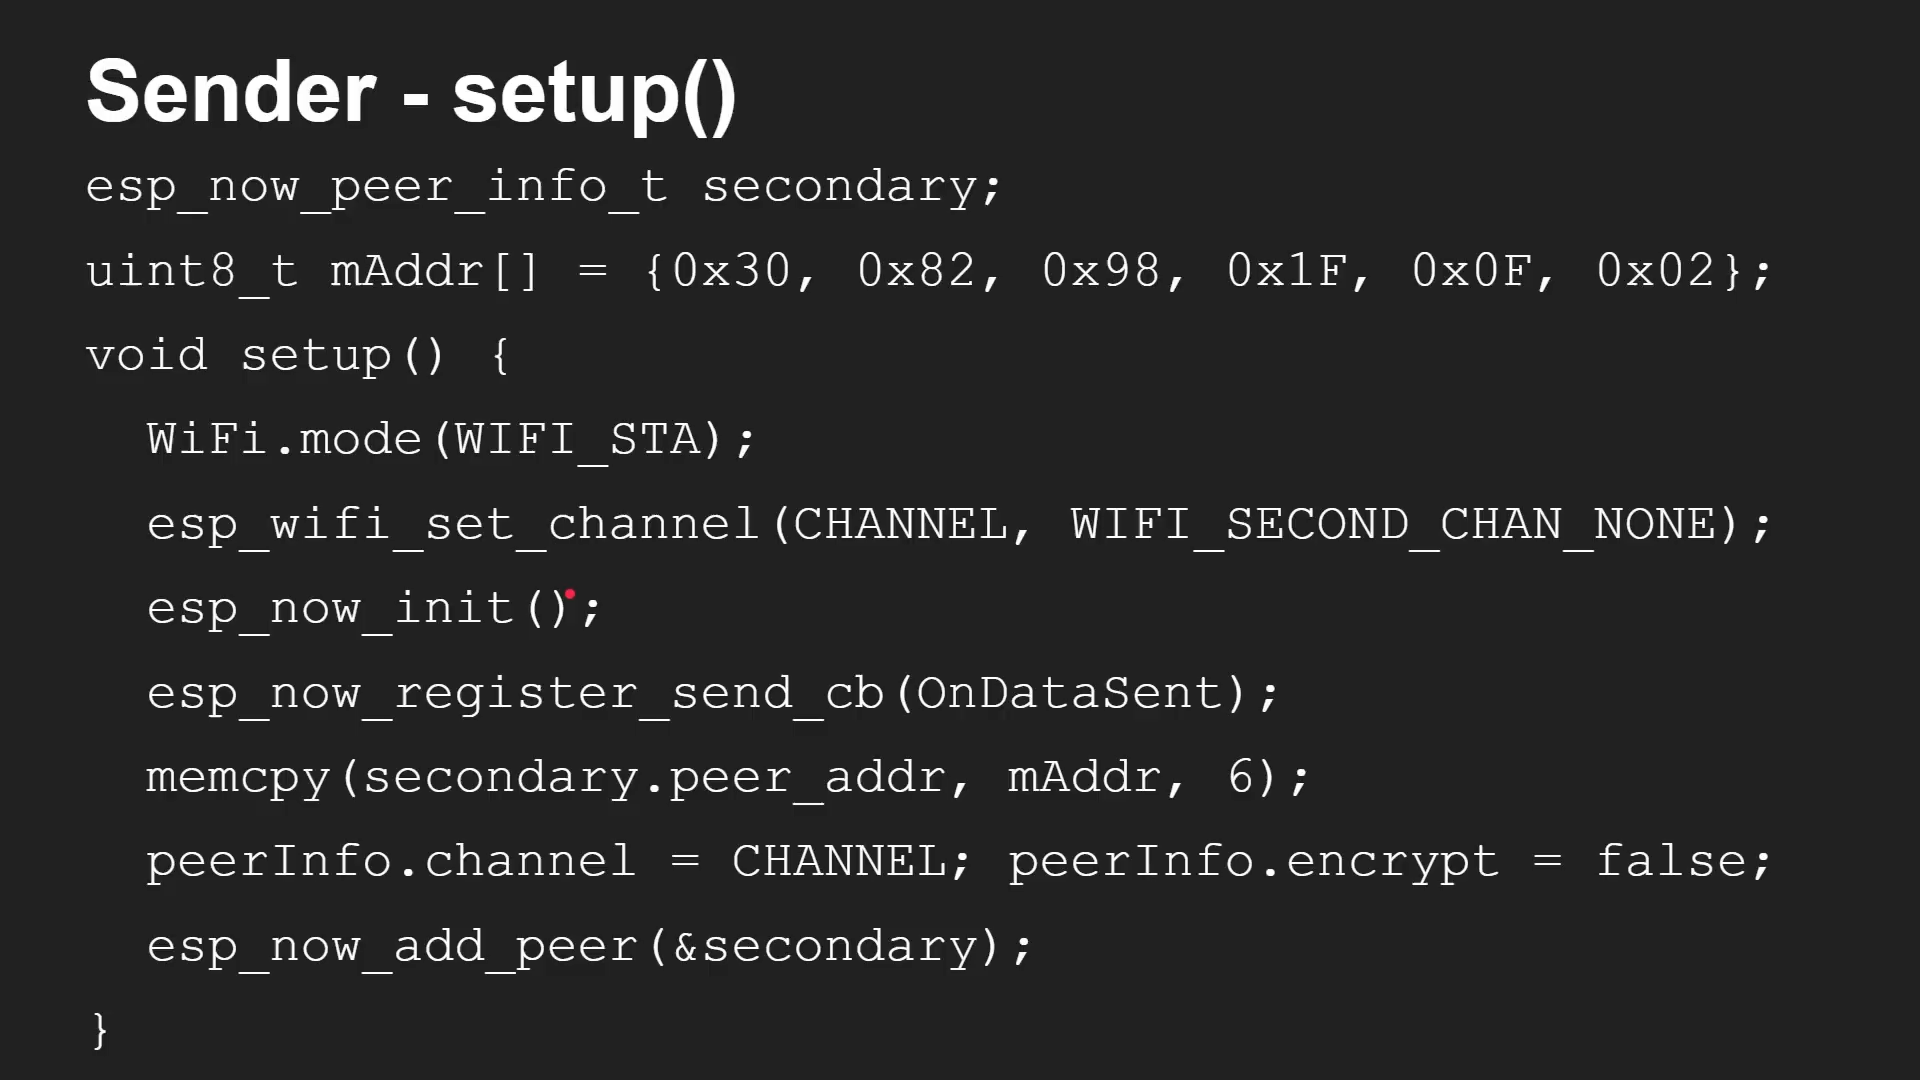 Sender - setup()
esp_now_peer_info_t secondary;
uint8_t mAddr[] = {0x30, 0x82, 0x98, 0x1F, 0x0F, 0x02};
void setup() {
WiFi.mode(WIFI_STA);
esp_wifi_set_channel(CHANNEL, WIFI_SECOND_CHAN_NONE);
esp_now_init();
esp_now_register_send_cb(OnDataSent);
memcpy(secondary.peer_addr, mAddr, 6);
peerInfo.channel = CHANNEL; peerInfo.encrypt = false;
esp_now_add_peer(&secondary);
}